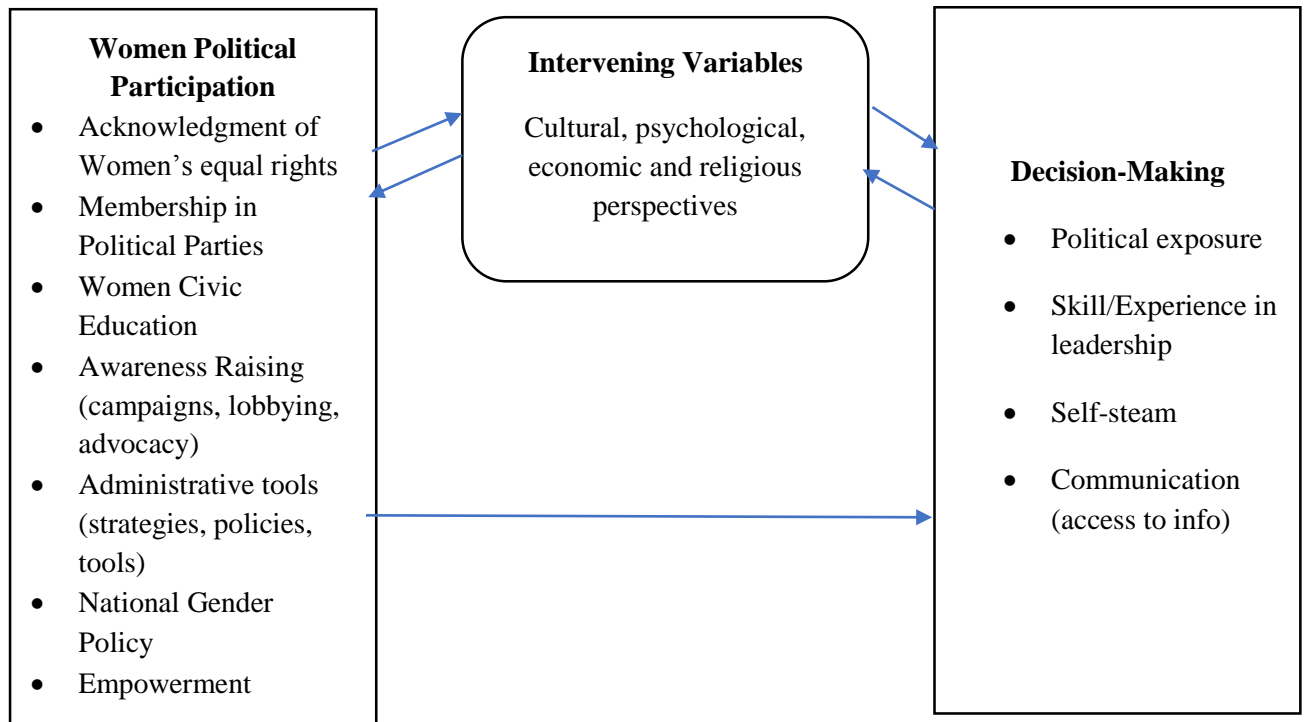 Women Political
Participation
• Acknowledgment of
Women’s equal rights
• Membership in
Political Parties
• Women Civic
Education
• Awareness Raising
(campaigns, lobbying,
advocacy)
• Administrative tools
(strategies, policies,
tools)
• National Gender
Policy
• Empowerment
Intervening Variables
Cultural, psychological,
economic and religious
perspectives
Decision-Making
• Political exposure
• Skill/Experience in
leadership
• Self-steam
• Communication
(access to info)